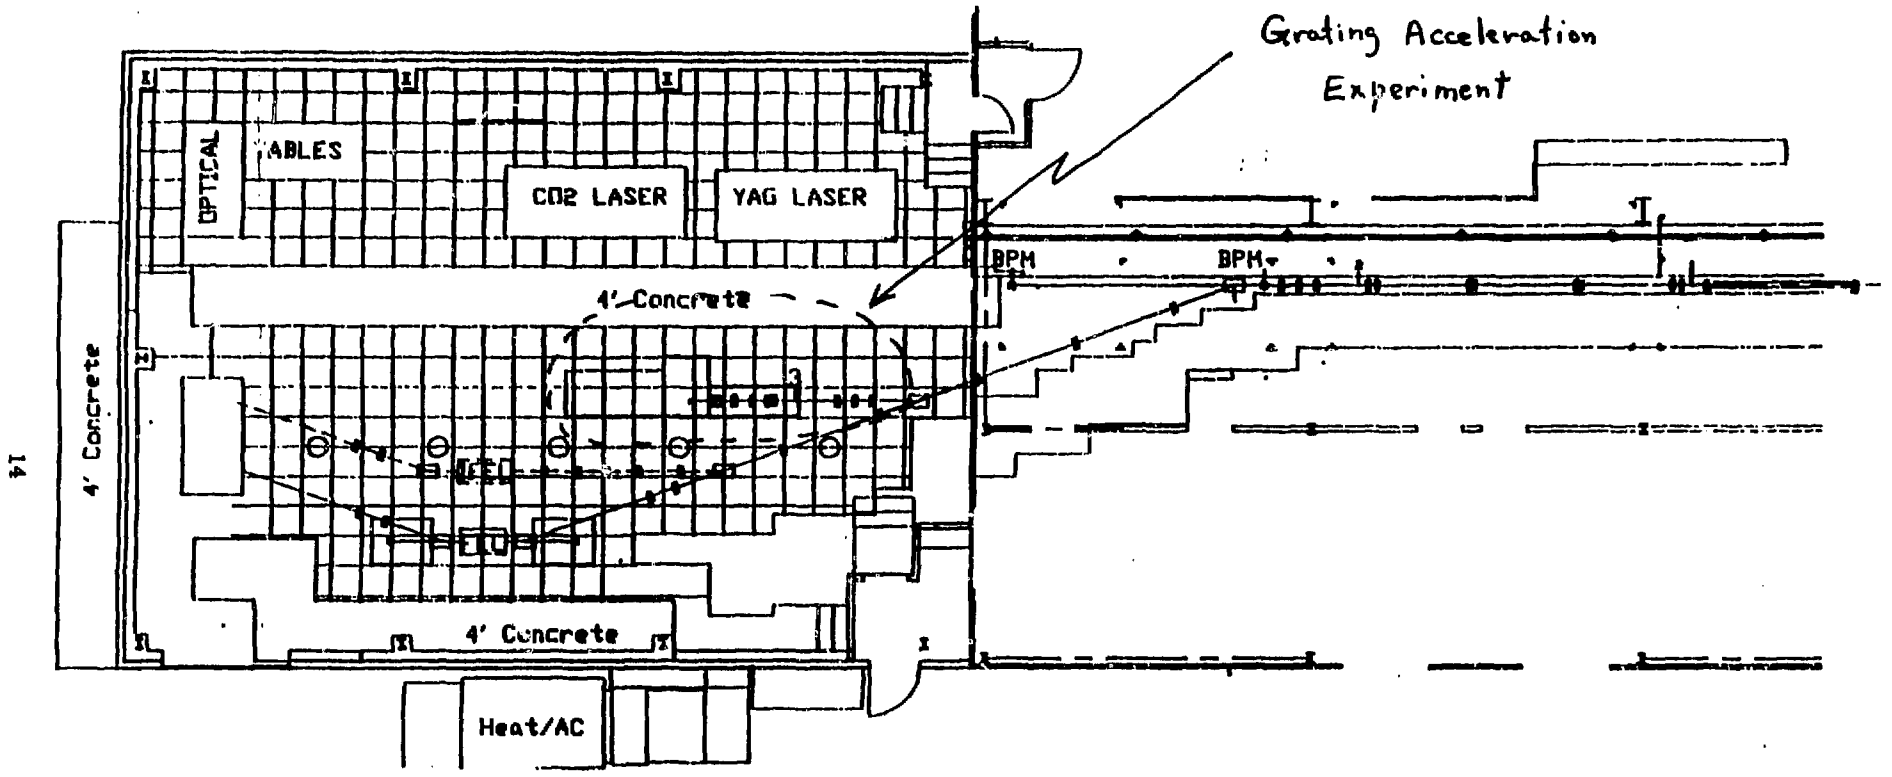 Grating Acceleration
Experiment
OPTICAL
ABLES
CO2 LASER
YAG LASER
BPM
BPM
4' Concrete
4' Concrete
4' Concrete
Heat/AC
14